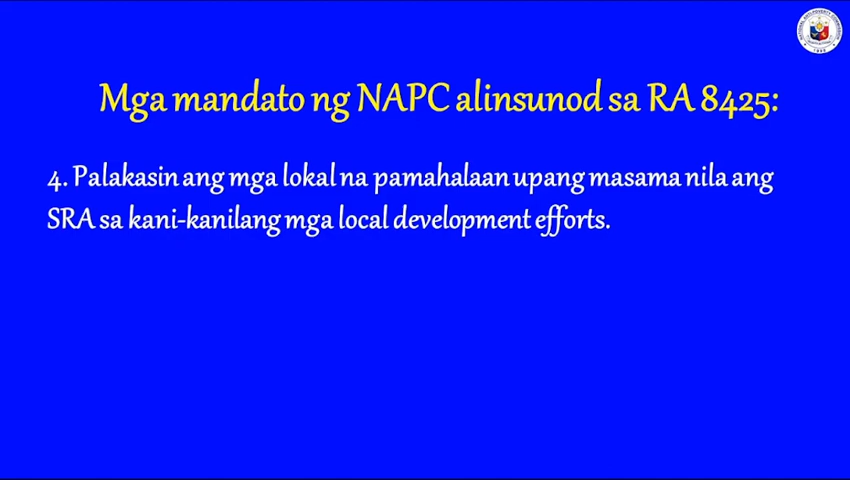 Mga mandato ng NAPC alinsunod sa RA 8425:
4. Palakasin ang mga lokal na pamahalaan upang masama nila ang
SRA sa kani-kanilang mga local development efforts.